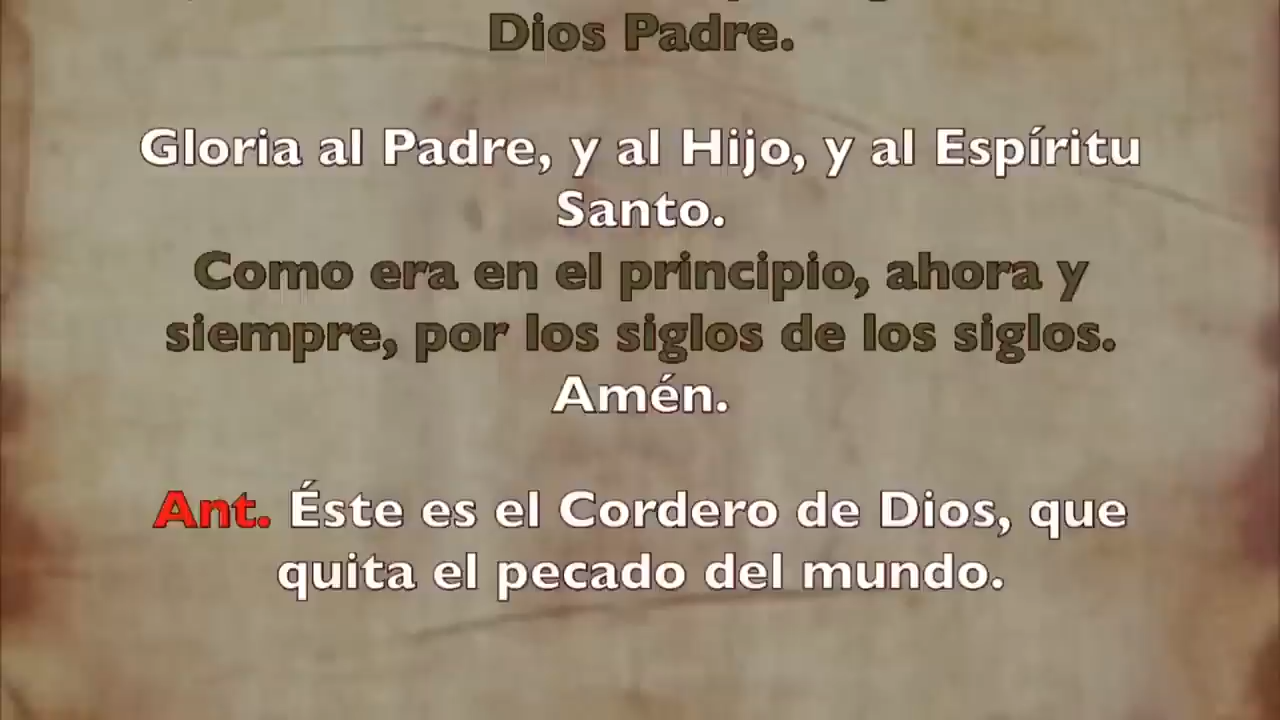 Dios Padre.
Gloria al Padre, y al Hijo, y al Espíritu
Santo.
Como era en el principio, ahora y
siempre, por los siglos de los siglos.
Amén.
Ant. Éste es el Cordero de Dios, que
quita el pecado del mundo.